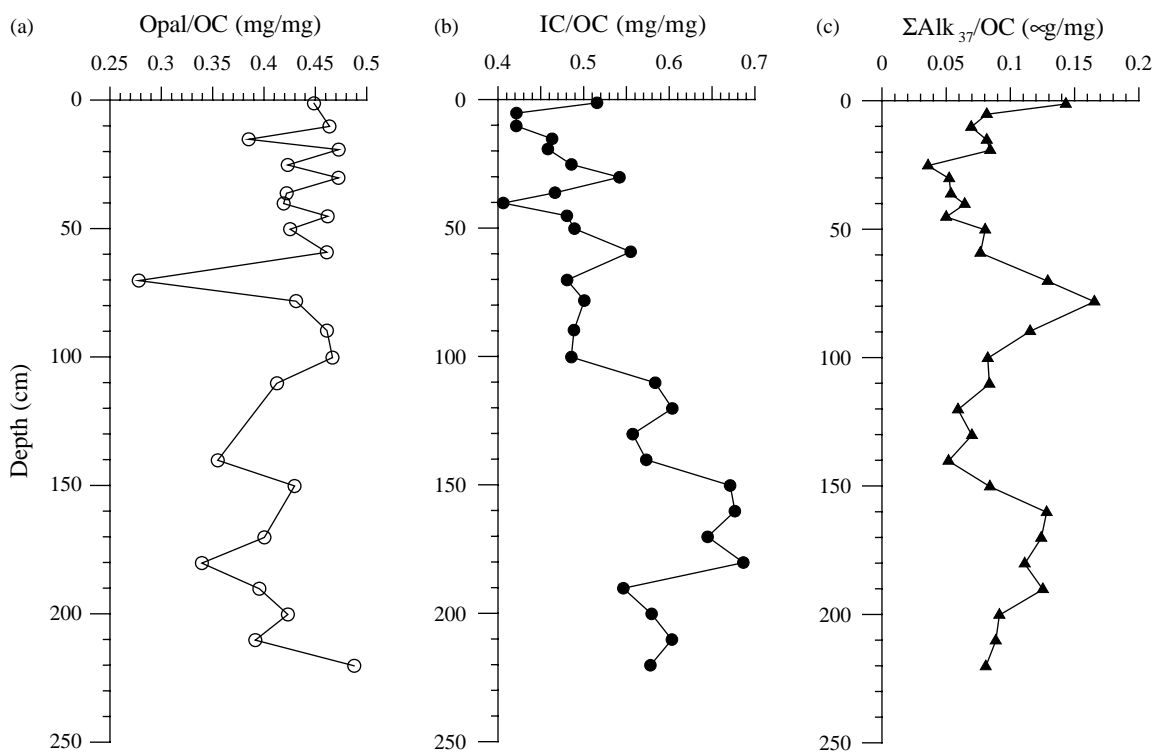 (a) Opal/OC (mg/mg)
0.25 0.3 0.35 0.4 0.45 0.5
0
50
100
150
200
250
Depth (cm)
(b) IC/OC (mg/mg)
0.4 0.5 0.6 0.7
0
50
100
150
200
250
(c) ΣAlk₃₇/OC (∝g/mg)
0 0.05 0.1 0.15 0.2
0
50
100
150
200
250